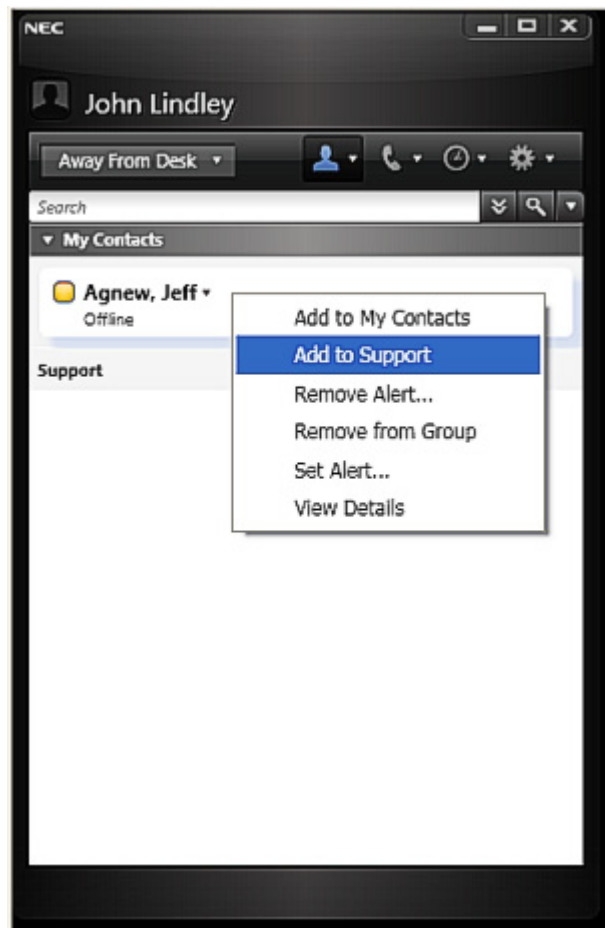 NEC
John Lindley
Away From Desk
Search
My Contacts
Agnew, Jeff
Offline
Support
Add to My Contacts
Add to Support
Remove Alert...
Remove from Group
Set Alert...
View Details